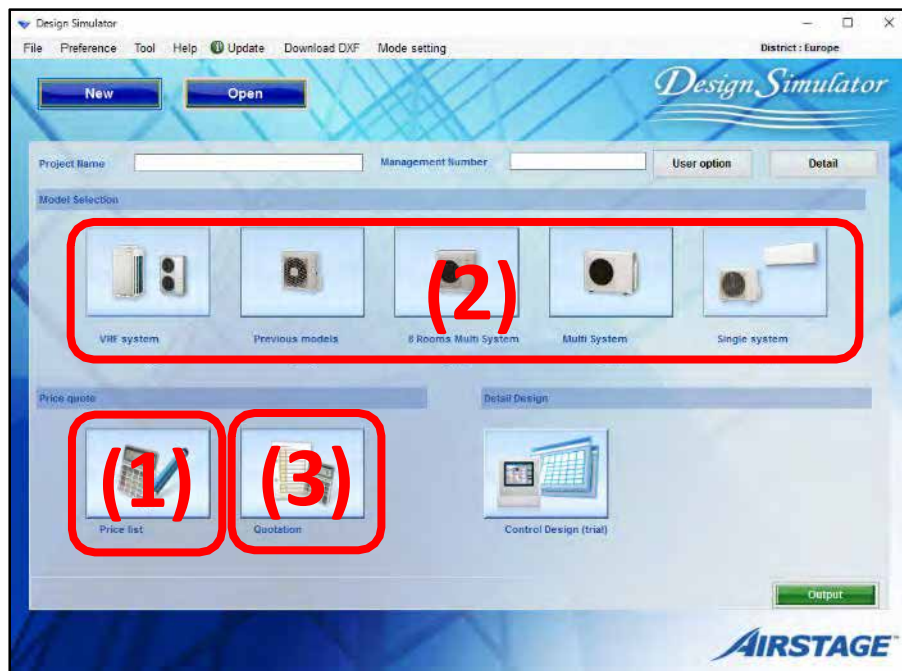 Design Simulator
File Preference Tool Help Update Download DXF Mode setting District : Europe
New Open Design Simulator
Project Name Management Number User option Detail
Model Selection
(2)
VRF system Previous models 8 Rooms Multi System Multi System Single system
Price quote Detail Design
(1) (3)
Price list Quotation Control Design (trial)
Output
AIRSTAGE